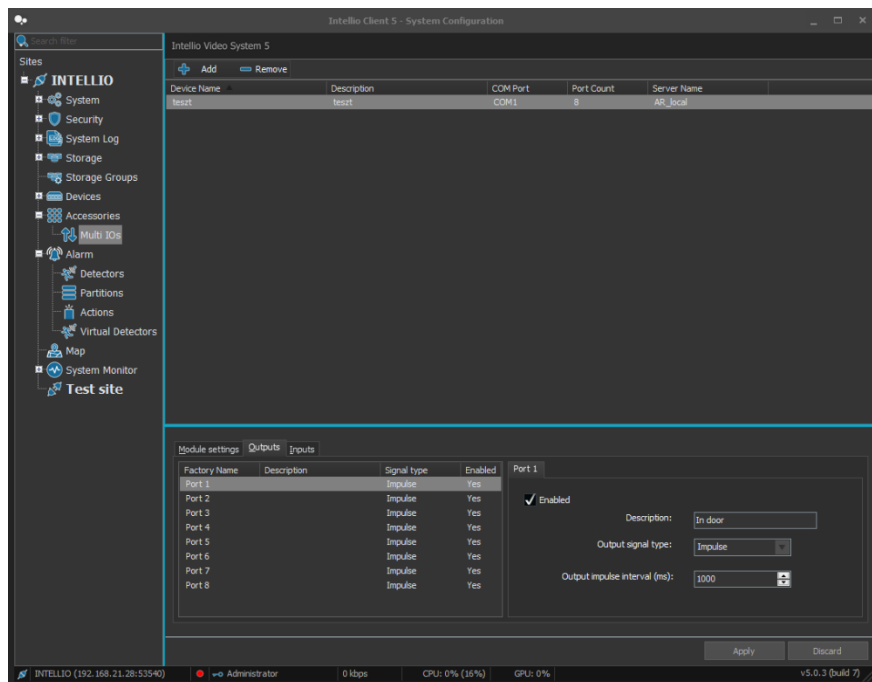 Intellio Client 5 - System Configuration
Search filter
Sites
INTELLIO
System
Security
System Log
Storage
Storage Groups
Devices
Accessories
Multi IOs
Alarm
Detectors
Partitions
Actions
Virtual Detectors
Map
System Monitor
Test site
Intellio Video System 5
Add Remove
Device Name Description COM Port Port Count Server Name
teszt teszt COM1 8 AR_local
Module settings Outputs Inputs
Factory Name Description Signal type Enabled
Port 1 Impulse Yes
Port 2 Impulse Yes
Port 3 Impulse Yes
Port 4 Impulse Yes
Port 5 Impulse Yes
Port 6 Impulse Yes
Port 7 Impulse Yes
Port 8 Impulse Yes
Port 1
Enabled
Description: In door
Output signal type: Impulse
Output impulse interval (ms): 1000
Apply Discard
INTELLIO (192.168.21.28:53540) Administrator 0 kbps CPU: 0% (16%) GPU: 0% v5.0.3 (build 7)